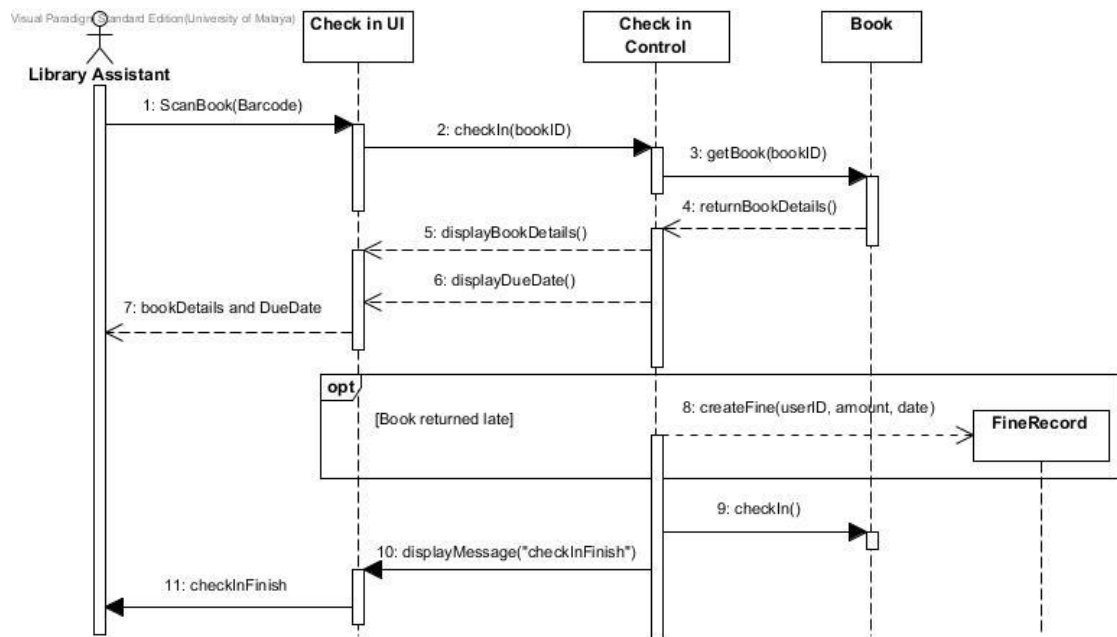 Visual Paradigm Standard Edition(University of Malaya)
Library Assistant
Check in UI
Check in
Control
Book
1: ScanBook(Barcode)
2: checkIn(bookID)
3: getBook(bookID)
4: returnBookDetails()
5: displayBookDetails()
6: displayDueDate()
7: bookDetails and DueDate
opt
[Book returned late]
8: createFine(userID, amount, date)
FineRecord
9: checkIn()
10: displayMessage("checkInFinish")
11: checkInFinish